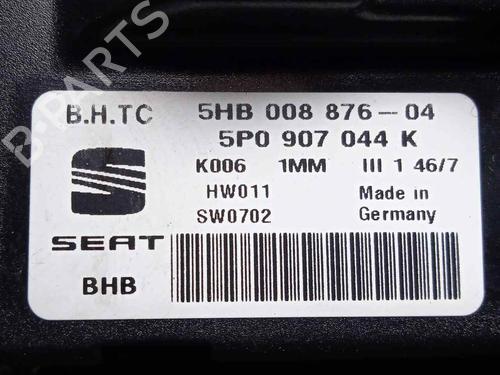 B.H.TC 5HB 008 876-04
5P0 907 044 K
K006 1MM III 1 46/7
HW011 Made in
SW0702 Germany
SEAT
BHB
B-PARTS